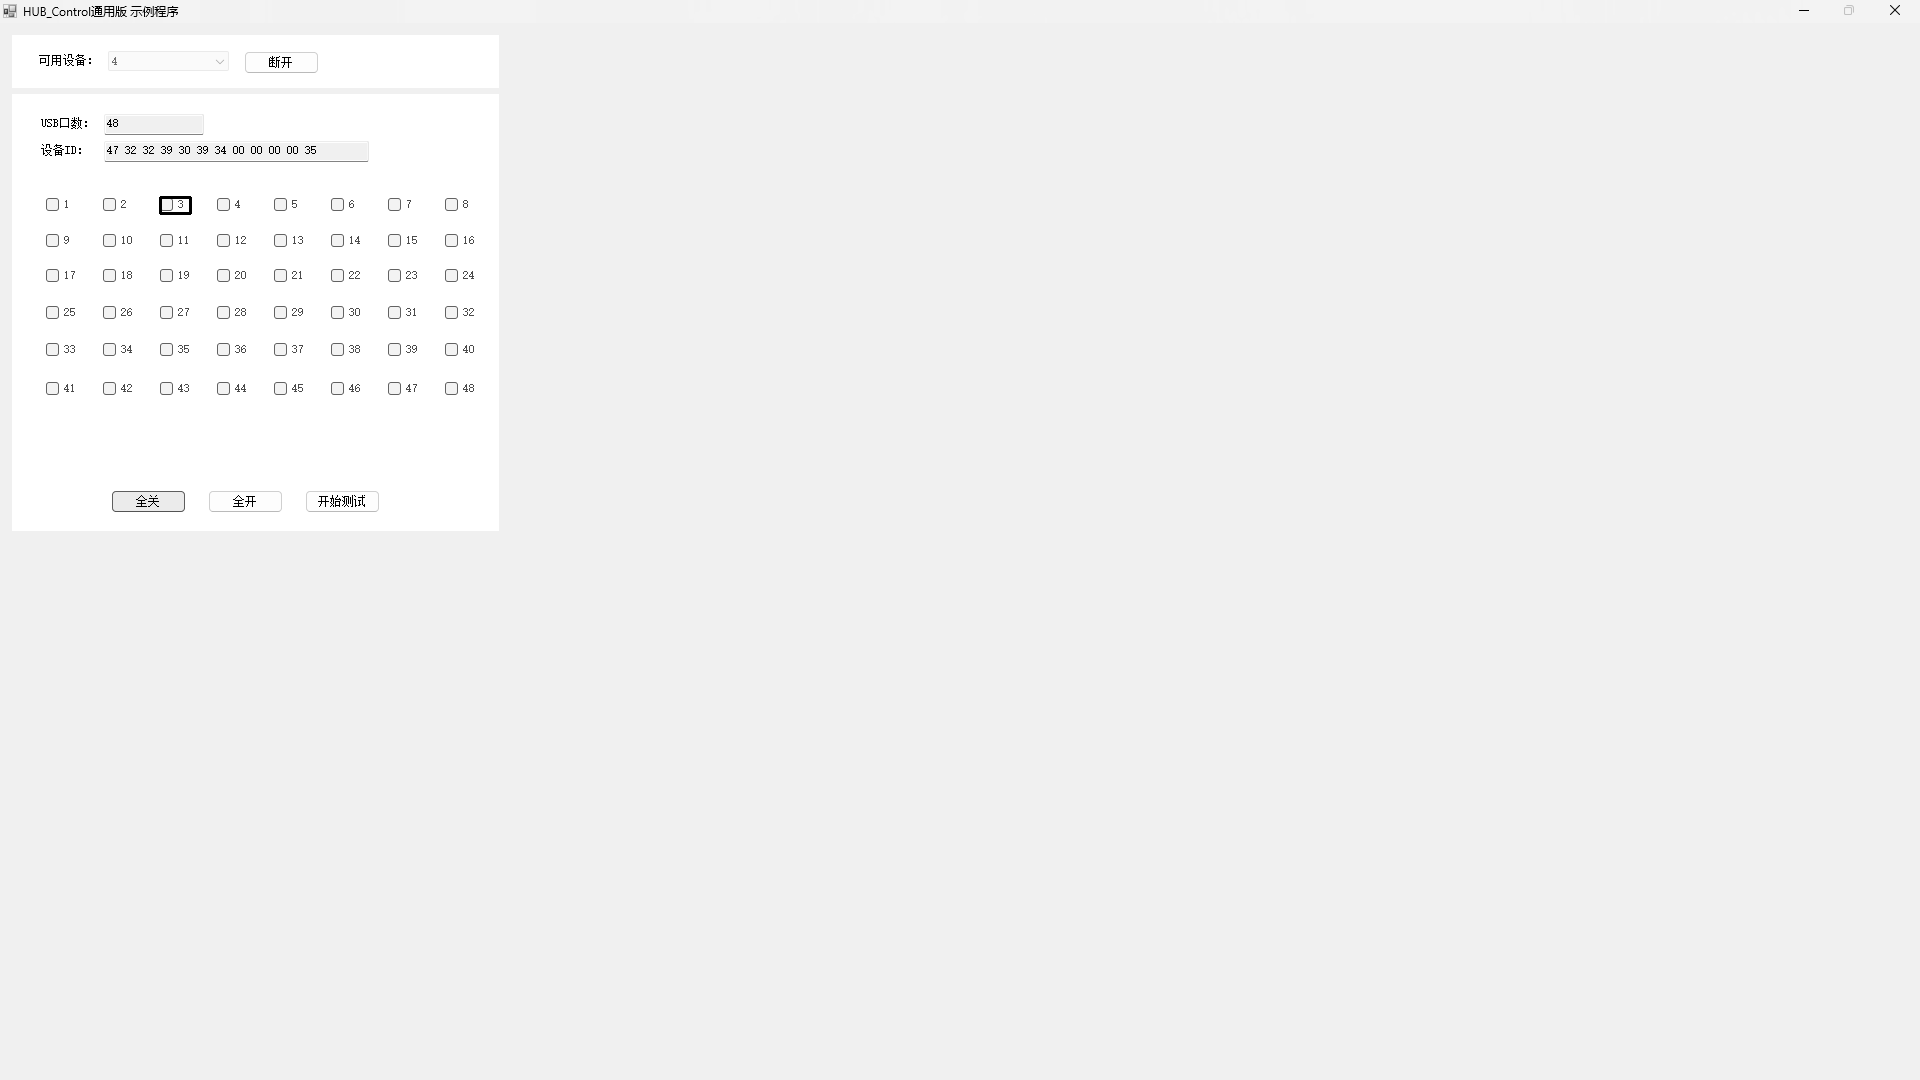 HUB_Control通用版 示例程序
可用设备: 4 断开
USB口数: 48
设备ID: 47 32 32 39 30 39 34 00 00 00 00 35
1 2 3 4 5 6 7 8
9 10 11 12 13 14 15 16
17 18 19 20 21 22 23 24
25 26 27 28 29 30 31 32
33 34 35 36 37 38 39 40
41 42 43 44 45 46 47 48
全关 全开 开始测试